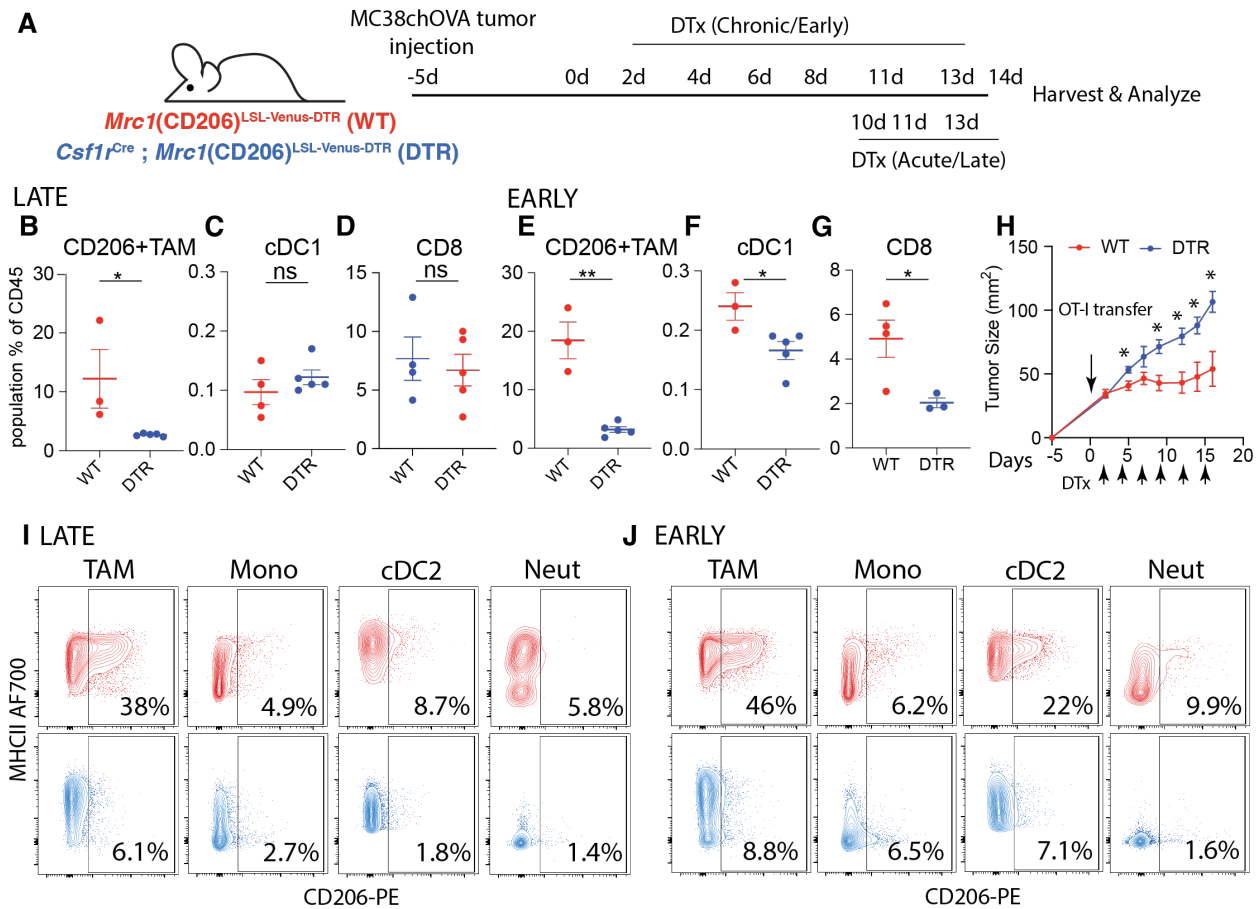 A
MC38chOVA tumor
injection
DTx (Chronic/Early)
-5d 0d 2d 4d 6d 8d 11d 13d 14d
Harvest & Analyze
10d 11d 13d
DTx (Acute/Late)
Mrc1(CD206)LSL-Venus-DTR (WT)
Csf1rCre ; Mrc1(CD206)LSL-Venus-DTR (DTR)
LATE
B
CD206+TAM
*
population % of CD45
30
20
10
0
WT DTR
C
cDC1
ns
0.3
0.2
0.1
0.0
WT DTR
D
CD8
ns
15
10
5
0
WT DTR
EARLY
E
CD206+TAM
**
30
20
10
0
WT DTR
F
cDC1
*
0.3
0.2
0.1
0.0
WT DTR
G
CD8
*
8
6
4
2
0
WT DTR
H
WT DTR
Tumor Size (mm2)
150
100
50
0
OT-I transfer
* * * * *
-5 0 5 10 15 20
Days
DTx
I LATE
TAM Mono cDC2 Neut
38% 4.9% 8.7% 5.8%
6.1% 2.7% 1.8% 1.4%
MHCII AF700
CD206-PE
J EARLY
TAM Mono cDC2 Neut
46% 6.2% 22% 9.9%
8.8% 6.5% 7.1% 1.6%
CD206-PE